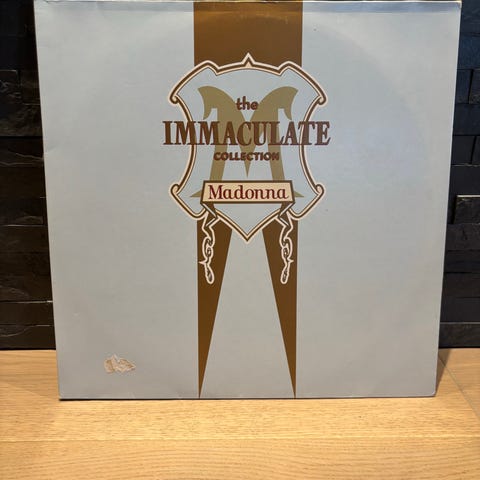 the
IMMACULATE
COLLECTION
Madonna